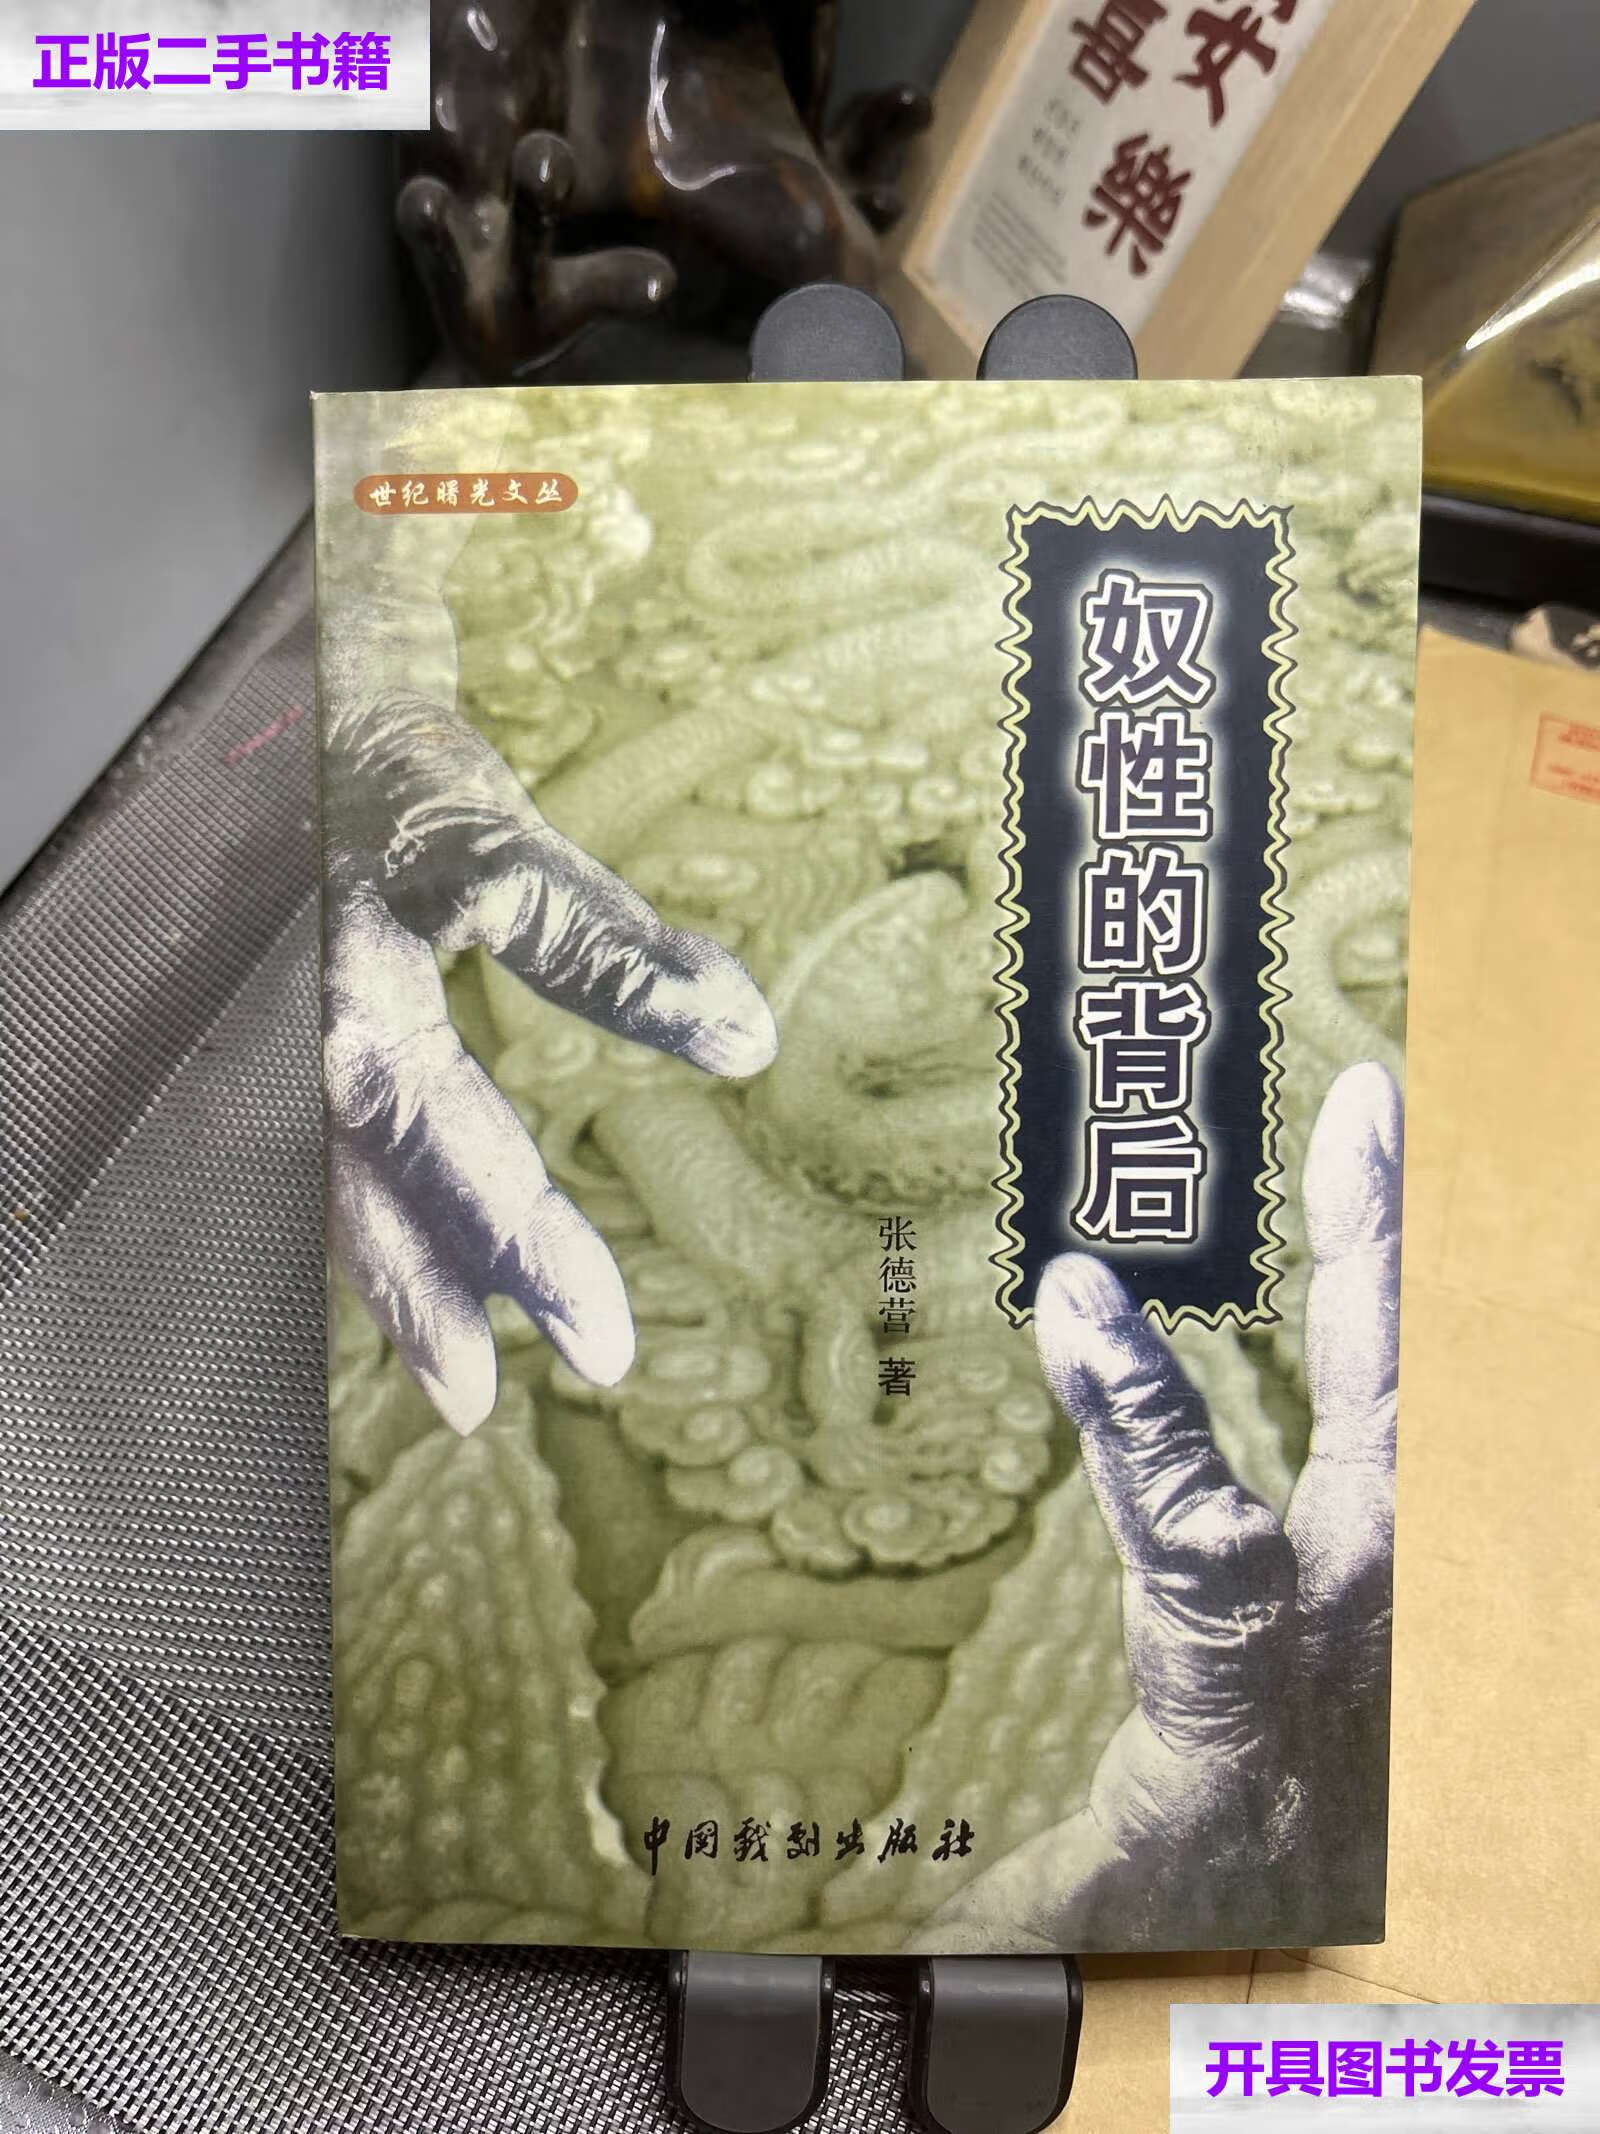 正版二手书籍
世纪曙光文丛
奴性的背后
张德营 著
中国戏剧出版社
开具图书发票